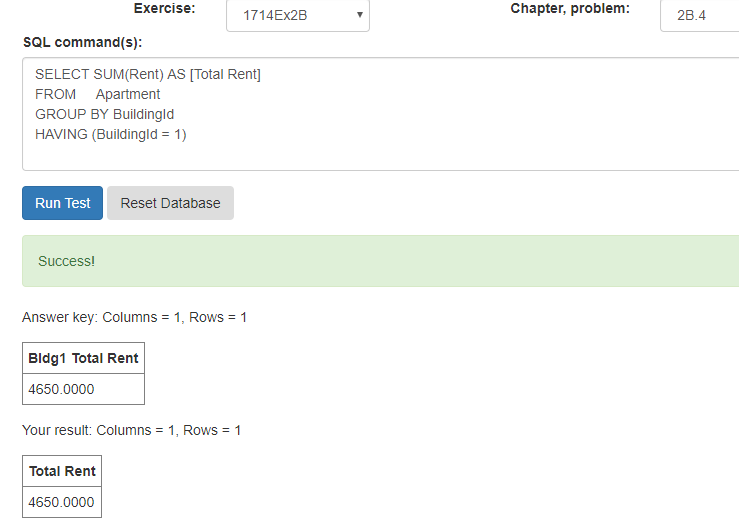 Exercise: 1714Ex2B Chapter, problem: 2B.4
SQL command(s):
SELECT SUM(Rent) AS [Total Rent]
FROM Apartment
GROUP BY BuildingId
HAVING (BuildingId = 1)
Run Test Reset Database
Success!
Answer key: Columns = 1, Rows = 1
Bldg1 Total Rent
4650.0000
Your result: Columns = 1, Rows = 1
Total Rent
4650.0000